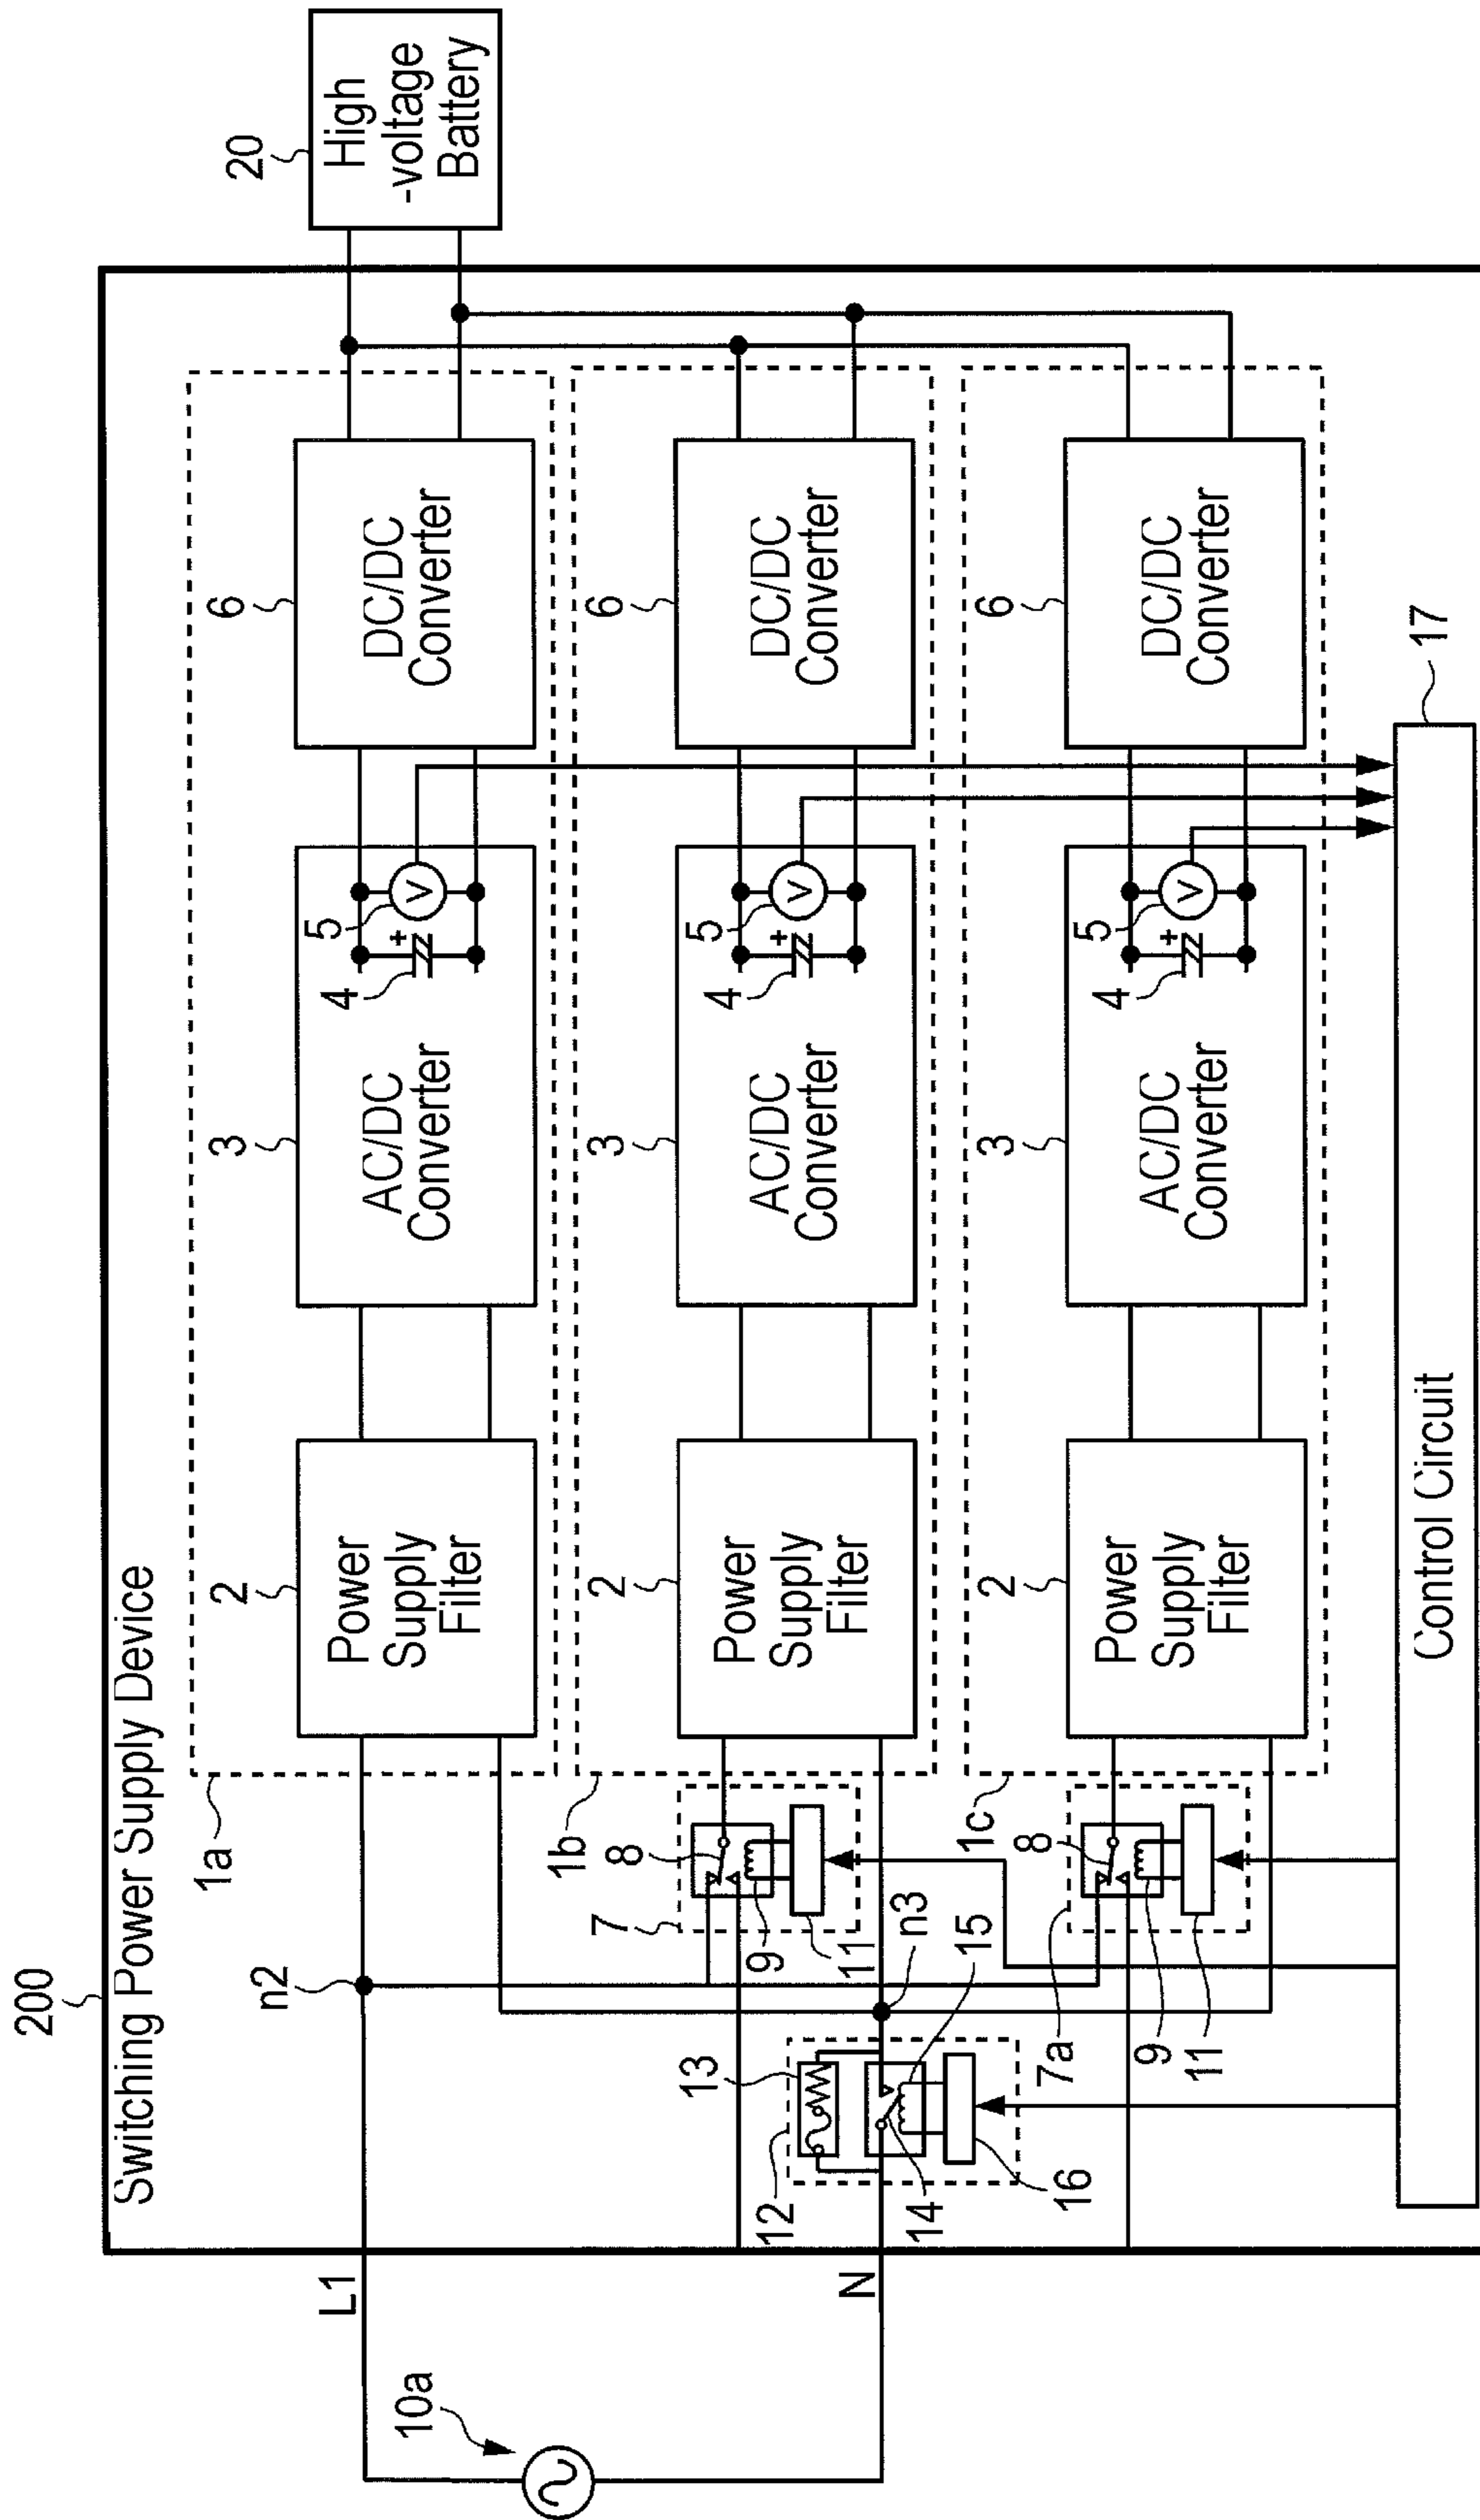 200
Switching Power Supply Device
20
High
-voltage
Battery
1a
2
Power
Supply
Filter
3
AC/DC
Converter
4
+
5
V
6
DC/DC
Converter
1b
2
Power
Supply
Filter
3
AC/DC
Converter
4
+
5
V
6
DC/DC
Converter
1c
2
Power
Supply
Filter
3
AC/DC
Converter
4
+
5
V
6
DC/DC
Converter
10a
L1
N
n2
n3
7
8
9
11
7a
8
9
11
12
13
14
15
16
17
Control Circuit